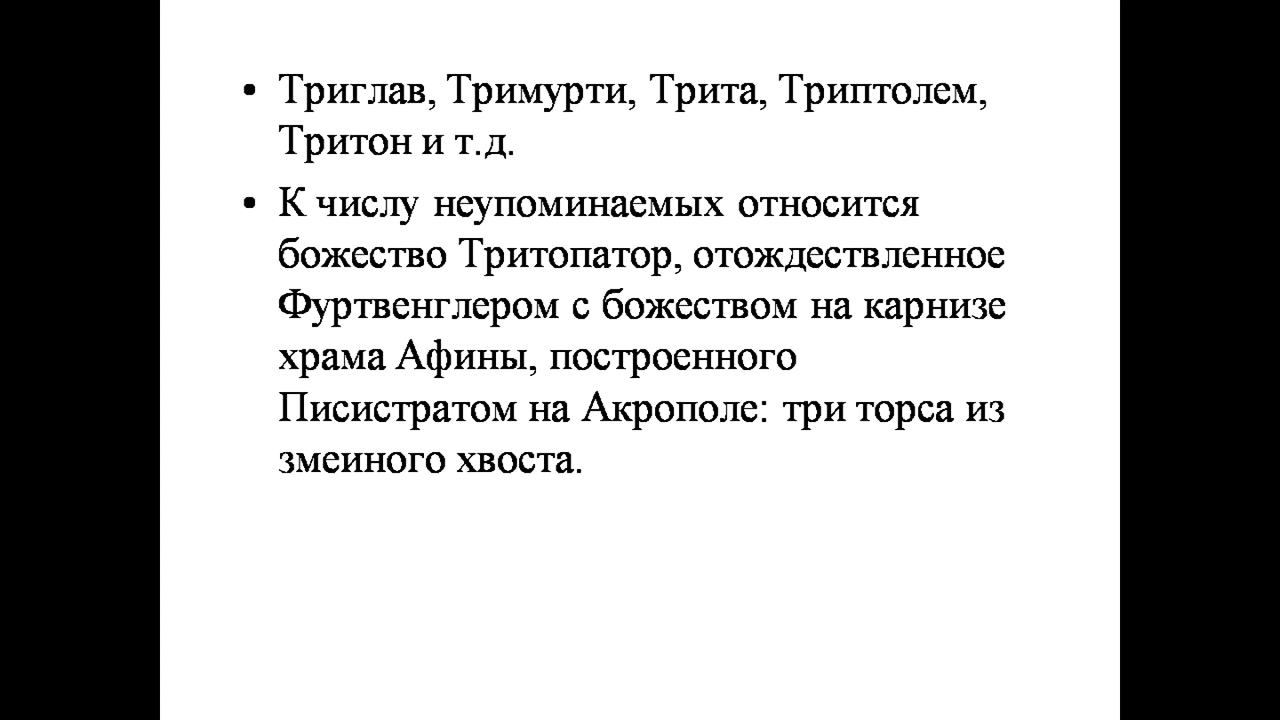 • Триглав, Тримурти, Трита, Триптолем,
Тритон и т.д.
• К числу неупоминаемых относится
божество Тритопатор, отождествленное
Фуртвенглером с божеством на карнизе
храма Афины, построенного
Писистратом на Акрополе: три торса из
змеиного хвоста.